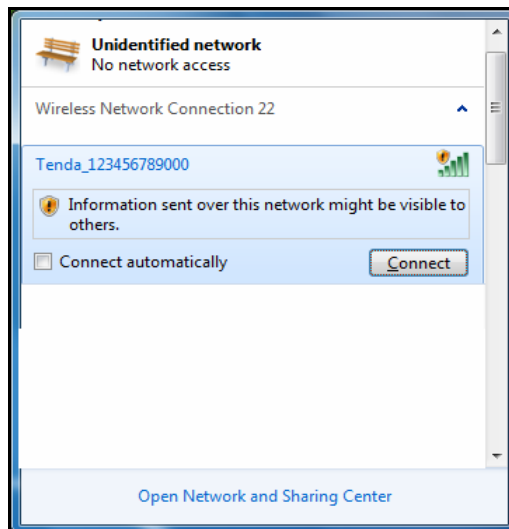 Unidentified network
No network access
Wireless Network Connection 22
Tenda_123456789000
Information sent over this network might be visible to
others.
Connect automatically
Connect
Open Network and Sharing Center